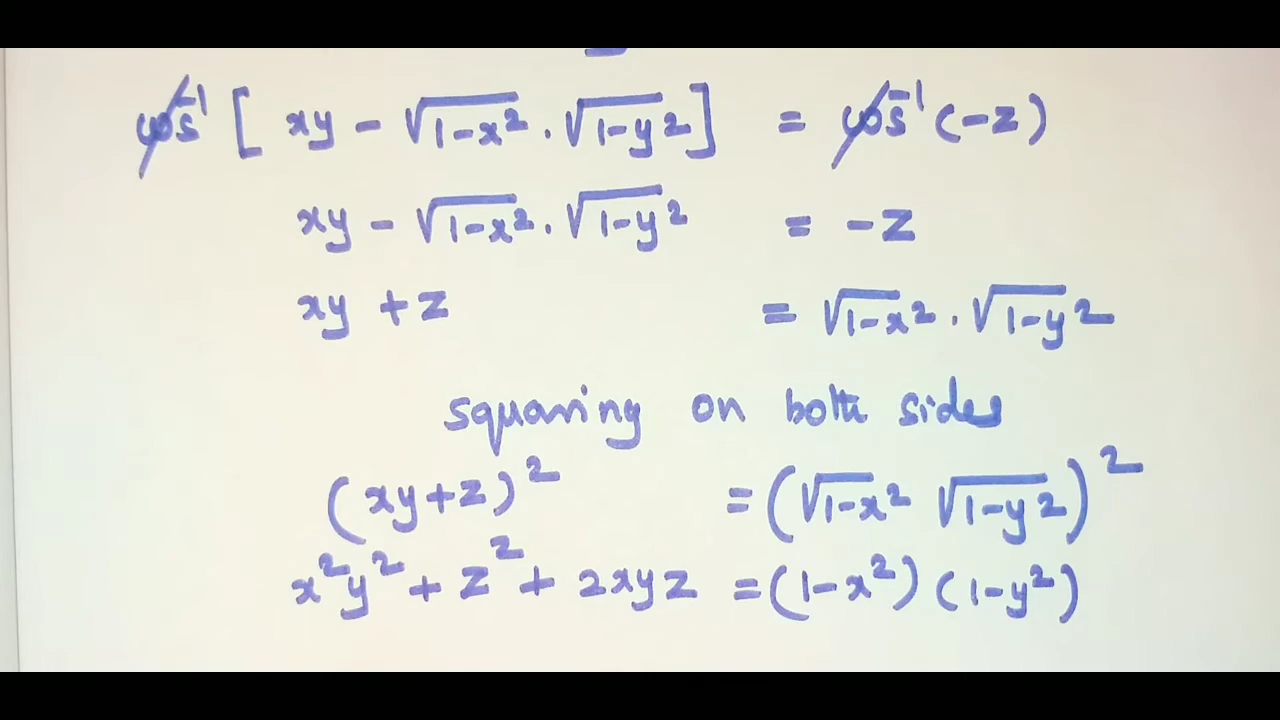 cos⁻¹ [ xy - √1-x² . √1-y² ] = cos⁻¹ (-z)
xy - √1-x² . √1-y² = -z
xy + z = √1-x² . √1-y²
squaring on both sides
(xy+z)² = (√1-x² √1-y²)²
x²y² + z² + 2xyz = (1-x²) (1-y²)